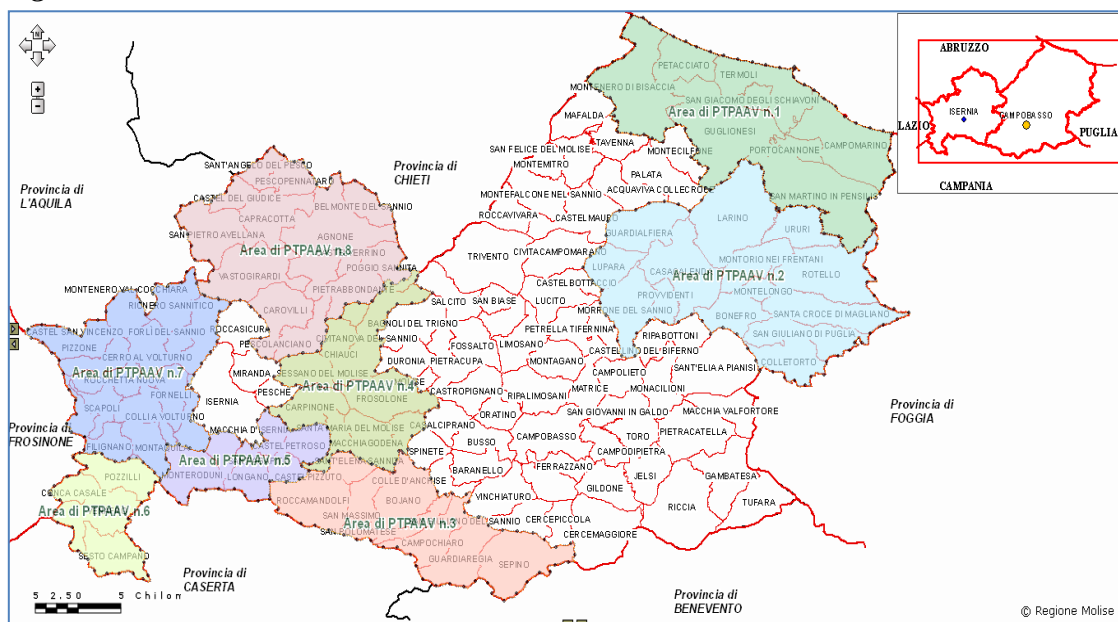 ABRUZZO
ISERNIA
CAMPOBASSO
LAZIO
PUGLIA
CAMPANIA
N
+
-
PETACCIATO
TERMOLI
MONTENERO DI BISACCIA
SAN GIACOMO DEGLI SCHIAVONI
Area di PTPAAV n.1
MAFALDA
GUGLIONESI
TAVENNA
SAN FELICE DEL MOLISE
MONTECILFONE
PORTOCANNONE
CAMPOMARINO
MONTEMITRO
PALATA
Provincia di
CHIETI
SANT'ANGELO DEL PESCO
PESCOPENNATARO
Provincia di
L'AQUILA
CASTEL DEL GIUDICE
BELMONTE DEL SANNIO
MONTEFALCONE NEL SANNIO
ACQUAVIVA COLLECROCE
SAN MARTINO IN PENSILIS
CAPRACOTTA
ROCCAVIVARA
CASTELMAURO
LARINO
SAN PIETRO AVELLANA
AGNONE
GUARDIALFIERA
URURI
Area di PTPAAV n.8
TRIVENTO
CIVITACAMPOMARANO
MONTORIO NEI FRENTANI
LUPARA
Area di PTPAAV n.2
ROTELLO
VASTOGIRARDI
POGGIO SANNITA
PIETRABBONDANTE
PROVVIDENTI
MONTELONGO
RIONERO SANNITICO
SALCITO
SAN BIASE
LUCITO
CAROVILLI
MORRONE DEL SANNIO
BONEFRO
SANTA CROCE DI MAGLIANO
BAGNOLI DEL TRIGNO
CASTEL SAN VINCENZO
FORLI' DEL SANNIO
ROCCASICURA
PETRELLA TIFERNINA
RIPABOTTONI
SAN GIULIANO DI PUGLIA
PIZZONE
PESCOLANCIANO
CHIAUCI
FOSSALTO
LIMOSANO
CASTELLINO DEL BIFERNO
CERRO AL VOLTURNO
DURONIA
PIETRACUPA
MONTAGANO
COLLETORTO
SESSANO DEL MOLISE
MIRANDA
CAMPOLIETO
SANT'ELIA A PIANISI
Area di PTPAAV n.7
ROCCHETTA NUOVA
Area di PTPAAV n.4
PESCHE
MATRICE
MONACILIONI
FORNELLI
FROSOLONE
CASTROPIGNANO
RIPALIMOSANI
ISERNIA
CARPINONE
SCAPOLI
COLLI A VOLTURNO
ORATINO
SAN GIOVANNI IN GALDO
MACCHIA VALFORTORE
Provincia di
FOGGIA
Provincia di
FROSINONE
MACCHIA D'ISERNIA
CASALCIPRANO
CAMPOBASSO
TORO
PIETRACATELLA
FILIGNANO
MONTAQUILA
CASTELPETROSO
MACCHIAGODENA
BUSSO
CAMPODIPIETRA
Area di PTPAAV n.5
SPINETE
MONTERODUNI
LONGANO
CASTELPIZZUTO
BARANELLO
FERRAZZANO
JELSI
GAMBATESA
POZZILLI
COLLE D'ANCHISE
GILDONE
CONCA CASALE
ROCCAMANDOLFI
BOJANO
VINCHIATURO
RICCIA
TUFARA
Area di PTPAAV n.6
SAN MASSIMO
Area di PTPAAV n.3
CERCEPICCOLA
CERCEMAGGIORE
CAMPOCHIARO
SESTO CAMPANO
GUARDIAREGIA
SEPINO
Provincia di
CASERTA
Provincia di
BENEVENTO
5 2.50 5 Chilom
© Regione Molise